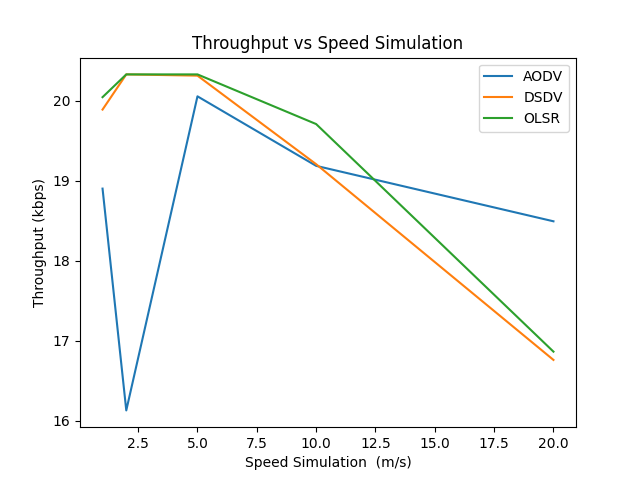 Throughput vs Speed Simulation
AODV
DSDV
OLSR
Throughput (kbps)
20
19
18
17
16
2.5 5.0 7.5 10.0 12.5 15.0 17.5 20.0
Speed Simulation  (m/s)